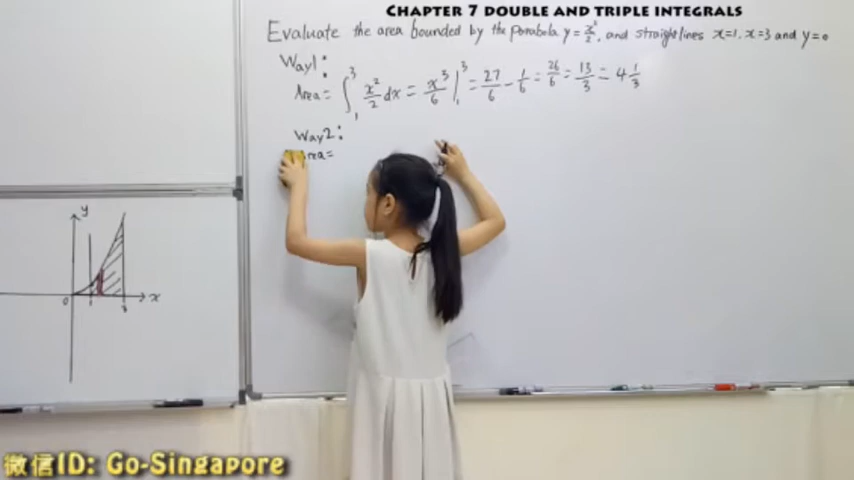 CHAPTER 7 DOUBLE AND TRIPLE INTEGRALS
Evaluate the area bounded by the parabola y = x²/2, and straight lines x=1, x=3 and y=0
Way1:
Area = ∫₁³ x²/2 dx = x³/6 |₁³ = 27/6 - 1/6 = 26/6 = 13/3 = 4 1/3
Way2:
rea=
y
0 1 3 x
微信ID: Go-Singapore